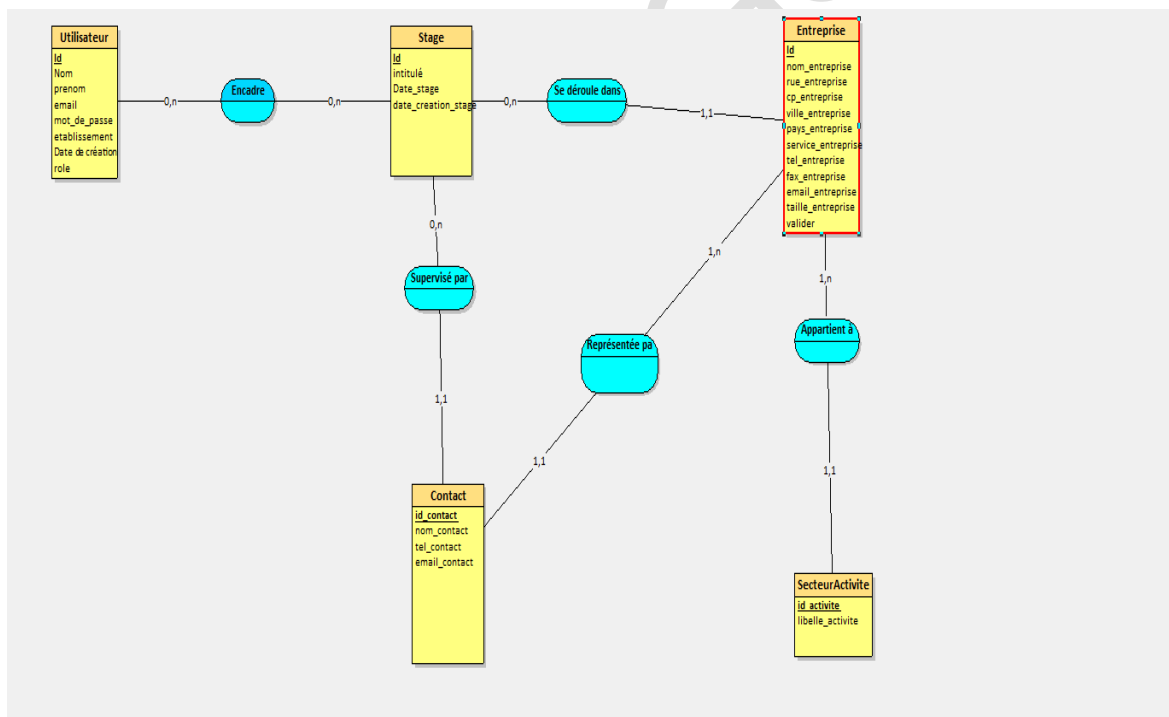 Utilisateur
Id
Nom
prenom
email
mot_de_passe
etablissement
Date de création
role
0,n
Encadre
0,n
Stage
Id
intitulé
Date_stage
date_creation_stage
0,n
Se déroule dans
1,1
Entreprise
Id
nom_entreprise
rue_entreprise
cp_entreprise
ville_entreprise
pays_entreprise
service_entreprise
tel_entreprise
fax_entreprise
email_entreprise
taille_entreprise
valider
0,n
Supervisé par
1,1
1,n
Représentée pa
1,1
1,n
Appartient à
1,1
Contact
id_contact
nom_contact
tel_contact
email_contact
SecteurActivite
id_activite
libelle_activite